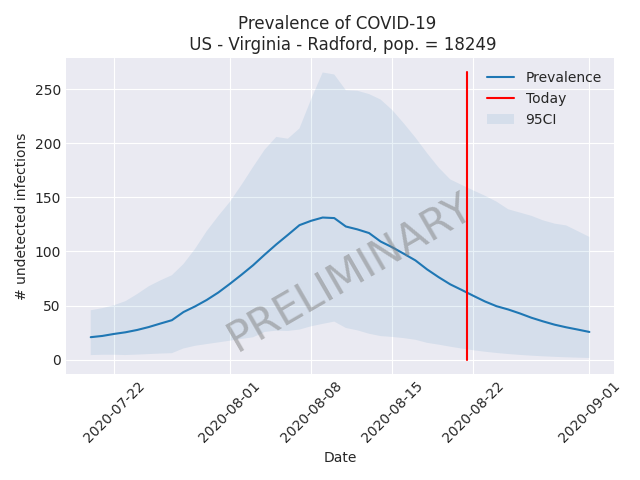 Prevalence of COVID-19
US - Virginia - Radford, pop. = 18249
# undetected infections
250
200
150
100
50
0
Prevalence
Today
95CI
PRELIMINARY
2020-07-22
2020-08-01
2020-08-08
2020-08-15
2020-08-22
2020-09-01
Date